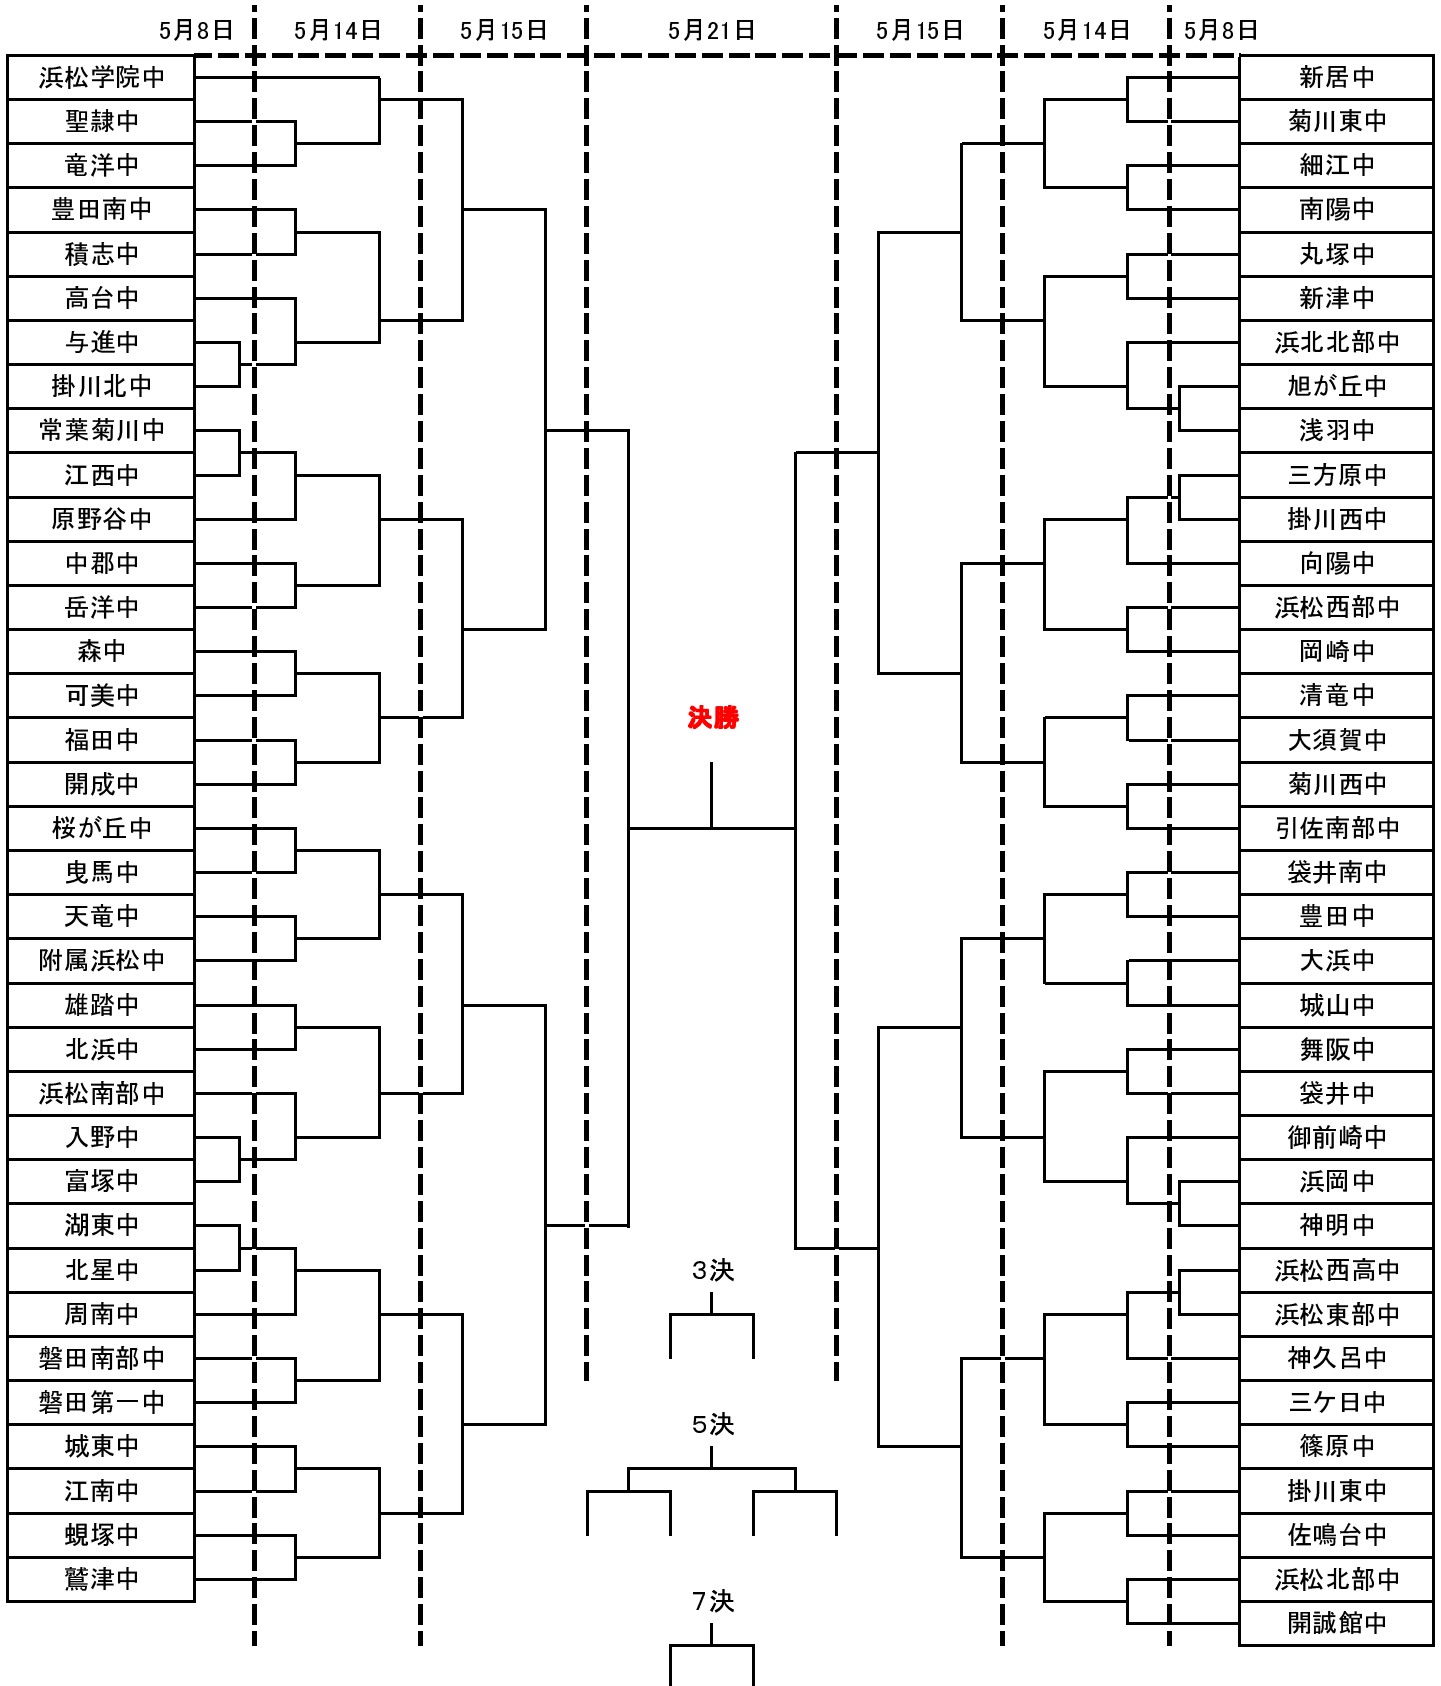 5月8日 5月14日 5月15日 5月21日 5月15日 5月14日 5月8日
浜松学院中
聖隷中
竜洋中
豊田南中
積志中
高台中
与進中
掛川北中
常葉菊川中
江西中
原野谷中
中郡中
岳洋中
森中
可美中
福田中
開成中
桜が丘中
曳馬中
天竜中
附属浜松中
雄踏中
北浜中
浜松南部中
入野中
富塚中
湖東中
北星中
周南中
磐田南部中
磐田第一中
城東中
江南中
蜆塚中
鷲津中
決勝
3決
5決
7決
新居中
菊川東中
細江中
南陽中
丸塚中
新津中
浜北北部中
旭が丘中
浅羽中
三方原中
掛川西中
向陽中
浜松西部中
岡崎中
清竜中
大須賀中
菊川西中
引佐南部中
袋井南中
豊田中
大浜中
城山中
舞阪中
袋井中
御前崎中
浜岡中
神明中
浜松西高中
浜松東部中
神久呂中
三ケ日中
篠原中
掛川東中
佐鳴台中
浜松北部中
開誠館中